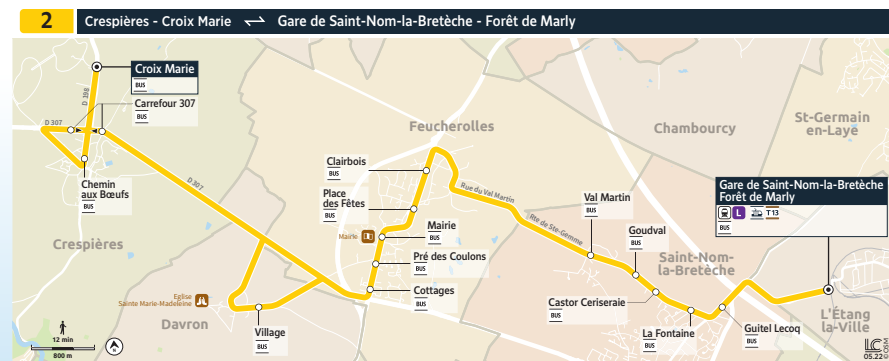 2
Crespières - Croix Marie ⇌ Gare de Saint-Nom-la-Bretèche - Forêt de Marly
Croix Marie
BUS
D 198
D 307
Carrefour 307
BUS
Chemin
aux Bœufs
BUS
D 307
Crespières
Feucherolles
Chambourcy
St-Germain
en-Laye
Clairbois
BUS
Place
des Fêtes
BUS
Rue du Val Martin
Rte de Ste-Gemme
Mairie
Mairie
BUS
Pré des Coulons
BUS
Cottages
BUS
Val Martin
BUS
Goudval
BUS
Gare de Saint-Nom-la-Bretèche
Forêt de Marly
L T13
BUS
Saint-Nom-
la-Bretèche
Eglise
Sainte Marie-Madeleine
Davron
Village
BUS
Castor Ceriseraie
BUS
La Fontaine
BUS
Guitel Lecoq
BUS
L'Étang
la-Ville
12 min
800 m
LC
05.22